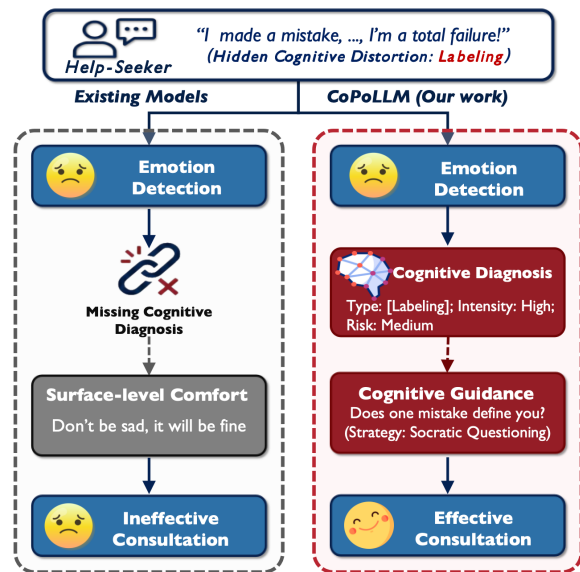 “I made a mistake, ..., I’m a total failure!”
(Hidden Cognitive Distortion: Labeling)
Help-Seeker
Existing Models
CoPoLLM (Our work)
Emotion
Detection
Missing Cognitive
Diagnosis
Surface-level Comfort
Don’t be sad, it will be fine
Ineffective
Consultation
Emotion
Detection
Cognitive Diagnosis
Type: [Labeling]; Intensity: High;
Risk: Medium
Cognitive Guidance
Does one mistake define you?
(Strategy: Socratic Questioning)
Effective
Consultation